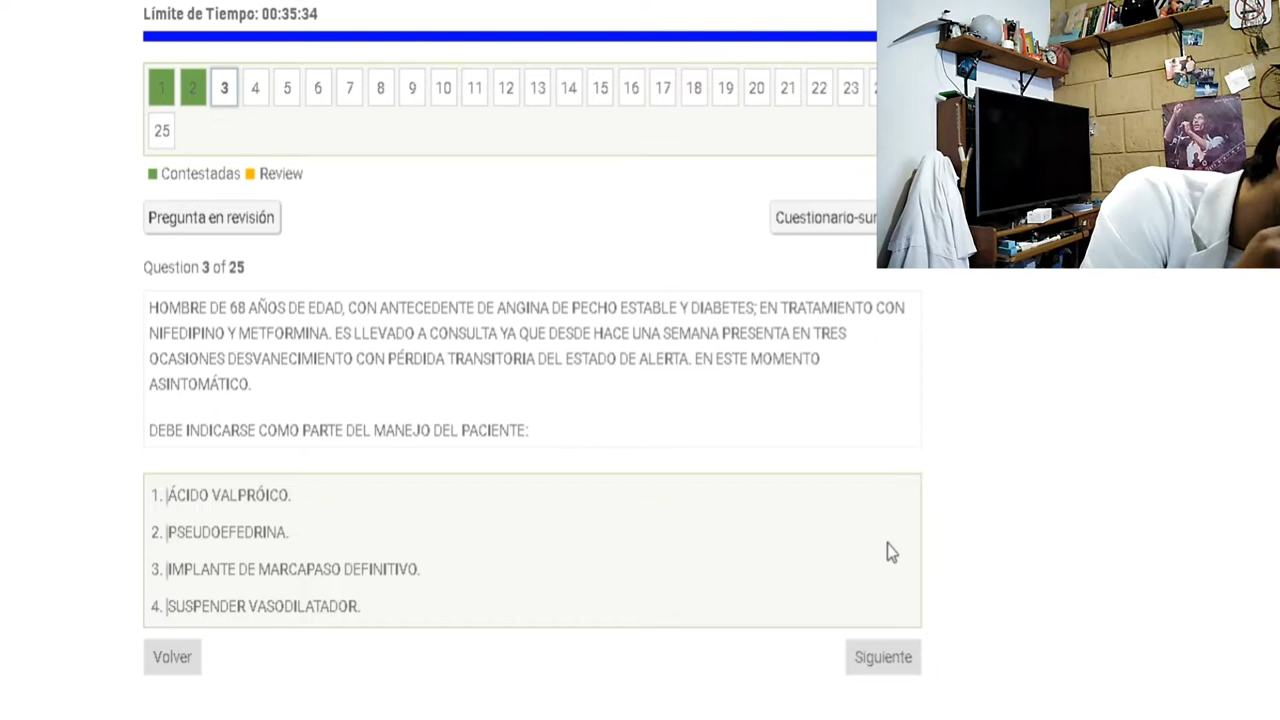 Límite de Tiempo: 00:35:34
1 2 3 4 5 6 7 8 9 10 11 12 13 14 15 16 17 18 19 20 21 22 23
25
Contestadas Review
Pregunta en revisión
Question 3 of 25
HOMBRE DE 68 AÑOS DE EDAD, CON ANTECEDENTE DE ANGINA DE PECHO ESTABLE Y DIABETES; EN TRATAMIENTO CON
NIFEDIPINO Y METFORMINA. ES LLEVADO A CONSULTA YA QUE DESDE HACE UNA SEMANA PRESENTA EN TRES
OCASIONES DESVANECIMIENTO CON PÉRDIDA TRANSITORIA DEL ESTADO DE ALERTA. EN ESTE MOMENTO
ASINTOMÁTICO.
DEBE INDICARSE COMO PARTE DEL MANEJO DEL PACIENTE:
1. ÁCIDO VALPRÓICO.
2. PSEUDOEFEDRINA.
3. IMPLANTE DE MARCAPASO DEFINITIVO.
4. SUSPENDER VASODILATADOR.
Volver Siguiente